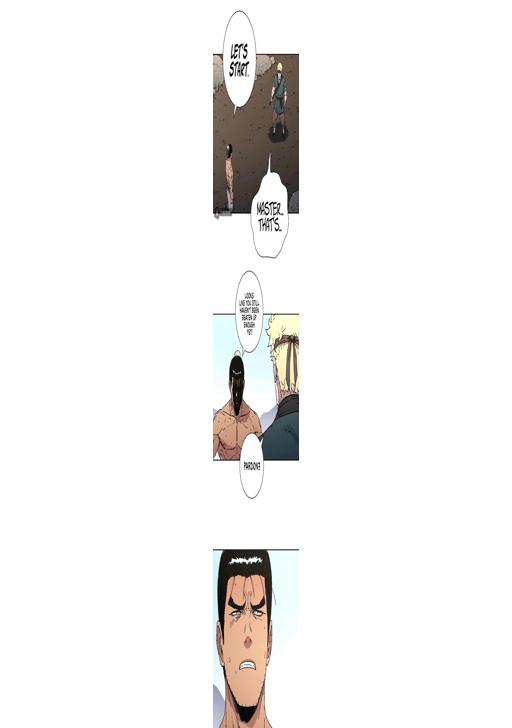 LET'S
START.
MASTER...
THAT'S...
LOOKS
LIKE YOU STILL
HAVEN'T BEEN
BEATEN UP
ENOUGH
YET.
PARDON?